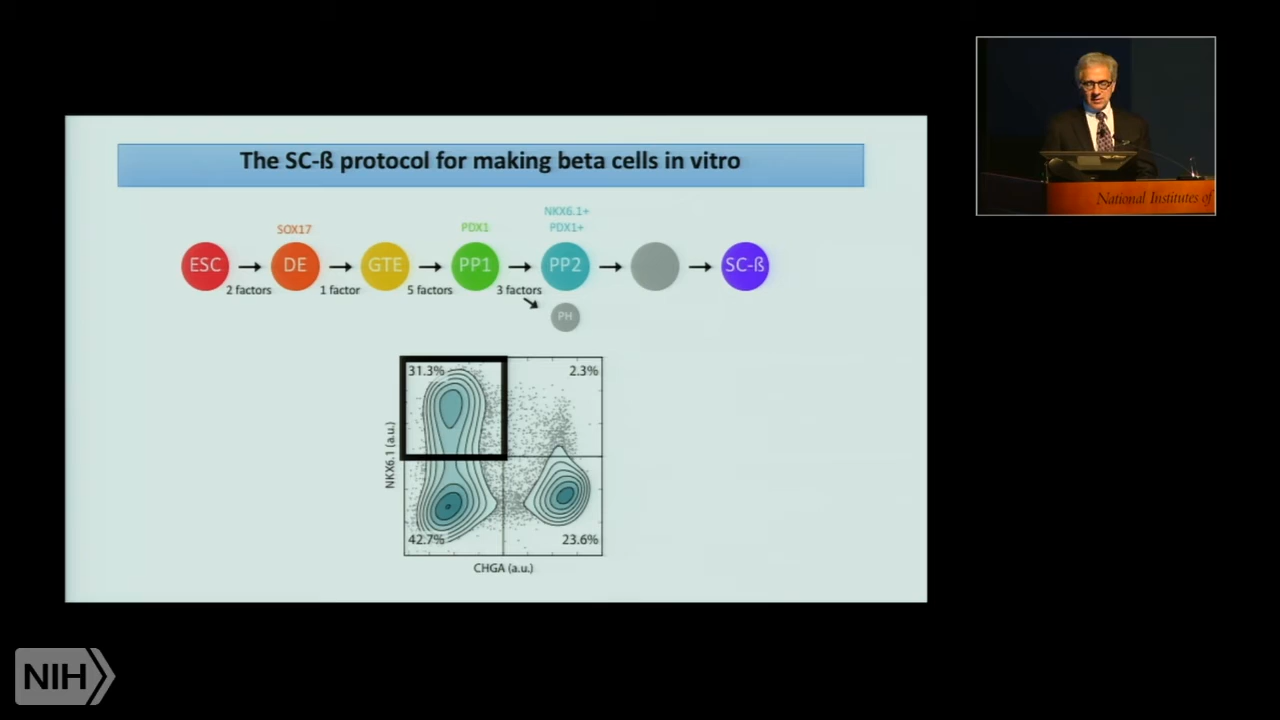 The SC-ß protocol for making beta cells in vitro
NKX6.1+
SOX17
PDX1
PDX1+
ESC
DE
GTE
PP1
PP2
SC-ß
2 factors
1 factor
5 factors
3 factors
PH
31.3%
2.3%
NKX6.1 (a.u.)
42.7%
23.6%
CHGA (a.u.)
National Institutes of
NIH